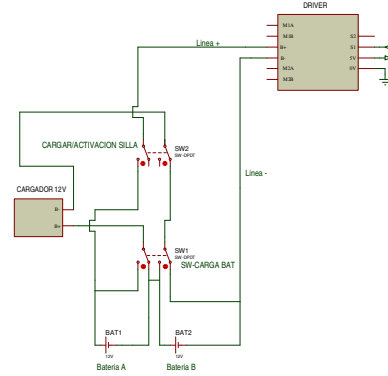 DRIVER
M1A
M1B
B+
B-
M2A
M2B
S2
S1
5V
0V
Linea +
CARGAR/ACTIVACION SILLA
SW2
SW-DPDT
Linea -
CARGADOR 12V
B-
B+
SW1
SW-DPDT
SW-CARGA BAT
BAT1
12V
BAT2
12V
Bateria A
Bateria B